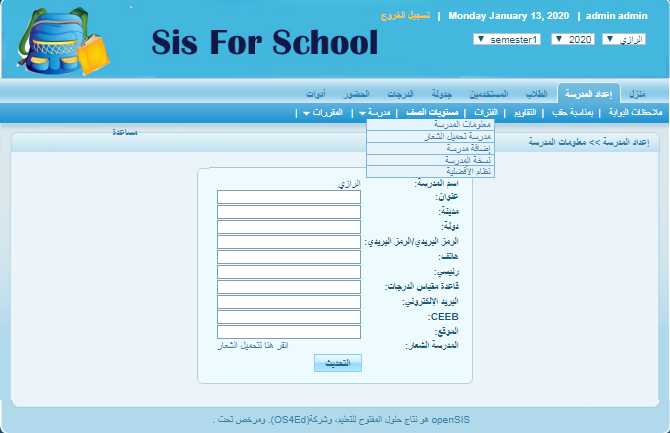 تسجيل الخروج | Monday January 13, 2020 | admin admin
Sis For School
الرازي 2020 semester1
منزل إعداد المدرسة الطلاب المستخدمين جدولة الدرجات الحضور أدوات
ملاحظات البوابة | بمناسبة حقب | التقاويم | الفترات | مستويات الصف | مدرسة | المقررات |
معلومات المدرسة
مدرسة تحميل الشعار
إضافة مدرسة
نسخة المدرسة
نظام الأفضلية
مساعدة
إعداد المدرسة >> معلومات المدرسة
اسم المدرسة: الرازي
عنوان:
مدينة:
دولة:
الرمز البريدي/الرمز البريدي:
هاتف:
رئيسي:
قاعدة مقياس الدرجات:
البريد الإلكتروني:
CEEB:
الموقع:
المدرسة الشعار: انقر هنا لتحميل الشعار
التحديث
openSIS هو نتاج حلول المفتوح للتعليم، وشركة(OS4Ed). ومرخص تحت .